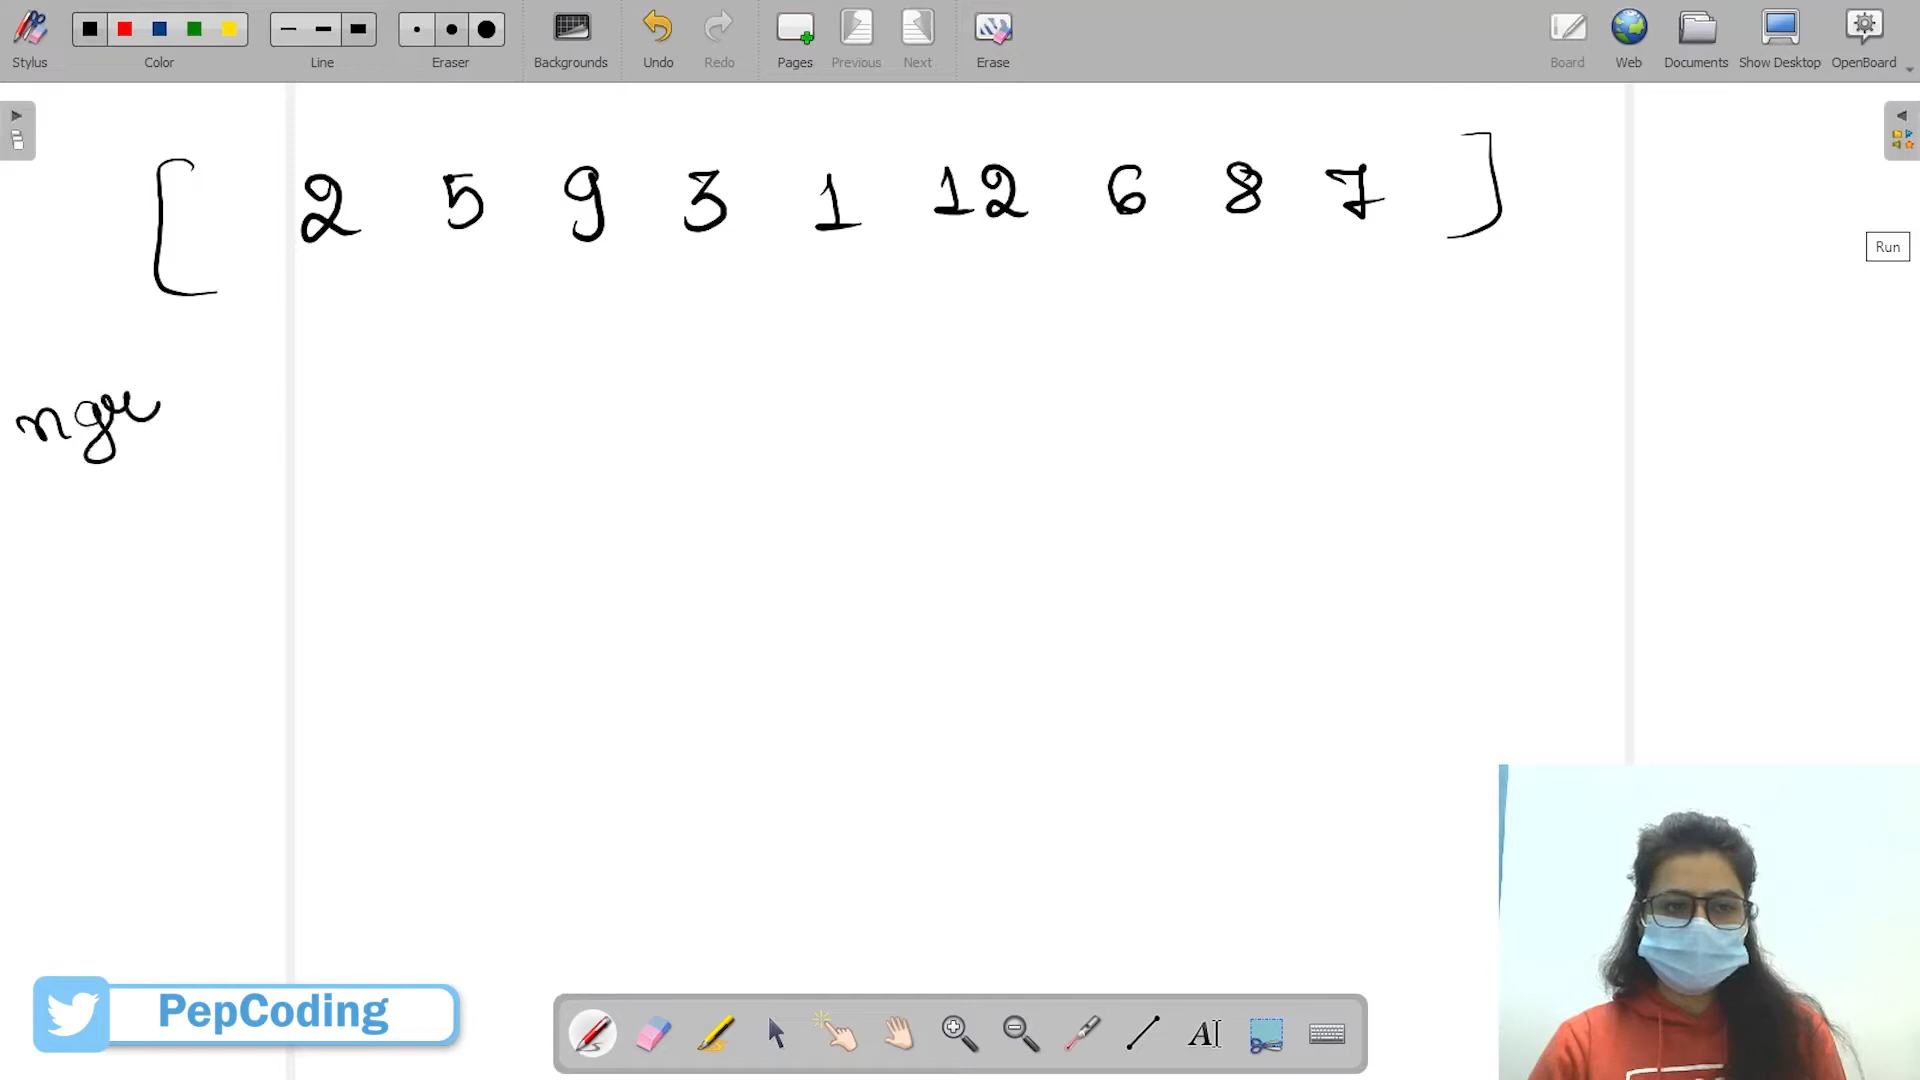 Stylus Color Line Eraser Backgrounds Undo Redo Pages Previous Next Erase Board Web Documents Show Desktop OpenBoard
[ 2 5 9 3 1 12 6 8 7 ]
Run
ngr
PepCoding
AI